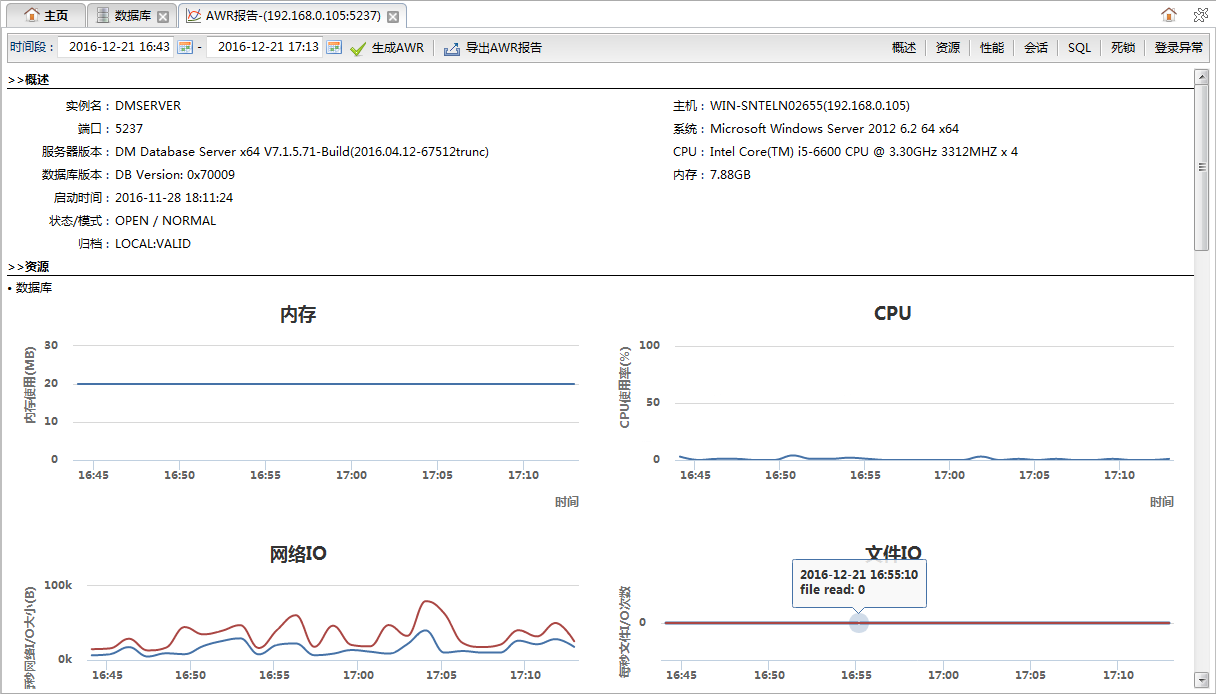 主页 数据库 AWR报告-(192.168.0.105:5237)
时间段： 2016-12-21 16:43 - 2016-12-21 17:13 生成AWR 导出AWR报告 概述 资源 性能 会话 SQL 死锁 登录异常
>>概述
实例名： DMSERVER 主机： WIN-SNTELN02655(192.168.0.105)
端口： 5237 系统： Microsoft Windows Server 2012 6.2 64 x64
服务器版本： DM Database Server x64 V7.1.5.71-Build(2016.04.12-67512trunc) CPU： Intel Core(TM) i5-6600 CPU @ 3.30GHz 3312MHZ x 4
数据库版本： DB Version: 0x70009 内存： 7.88GB
启动时间： 2016-11-28 18:11:24
状态/模式： OPEN / NORMAL
归档： LOCAL:VALID
>>资源
• 数据库
内存
内存使用(MB)
30
20
10
0
16:45 16:50 16:55 17:00 17:05 17:10
时间
CPU
CPU使用率(%)
100
50
0
16:45 16:50 16:55 17:00 17:05 17:10
时间
网络IO
秒网络I/O大小(B)
100k
0k
16:45 16:50 16:55 17:00 17:05 17:10
文件IO
2016-12-21 16:55:10
file read: 0
每秒文件I/O次数
0
16:45 16:50 16:55 17:00 17:05 17:10